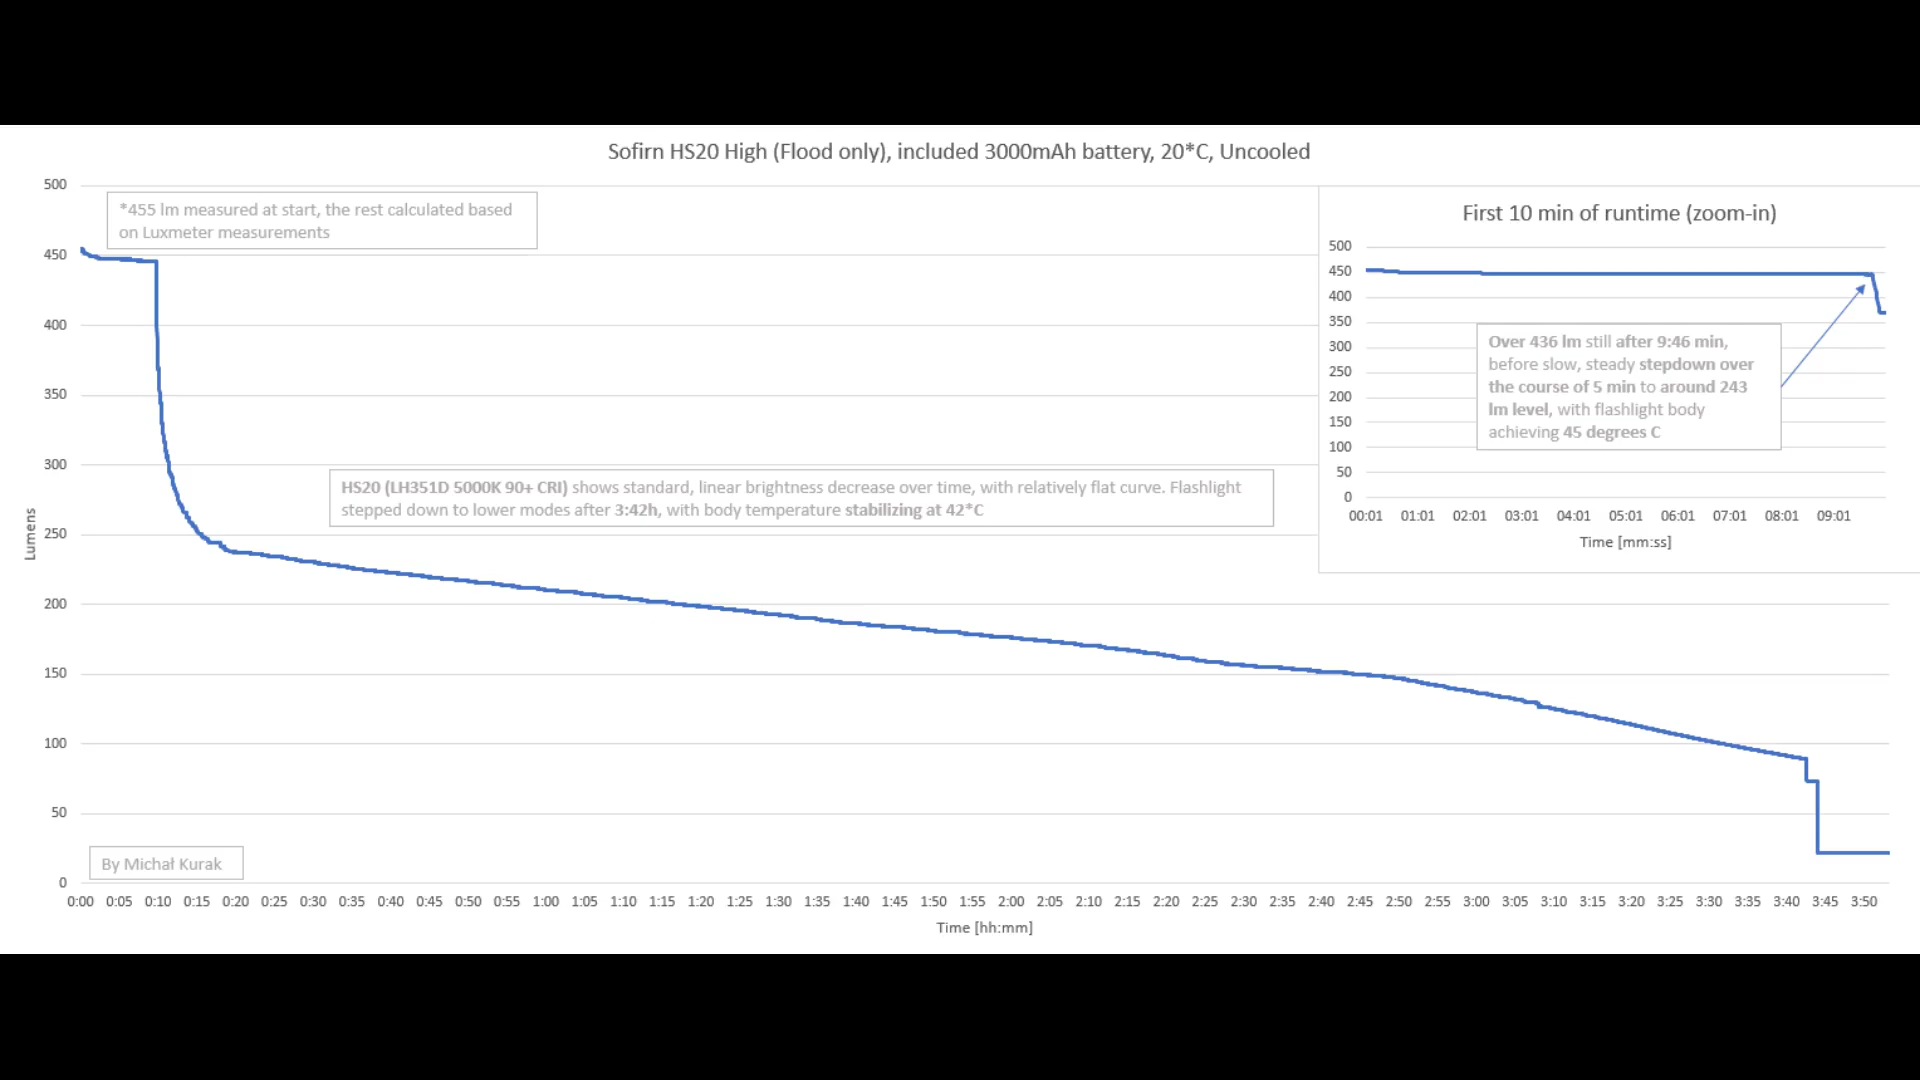 Sofirn HS20 High (Flood only), included 3000mAh battery, 20*C, Uncooled
500
450
400
350
300
250
200
150
100
50
0
Lumens
*455 lm measured at start, the rest calculated based
on Luxmeter measurements
HS20 (LH351D 5000K 90+ CRI) shows standard, linear brightness decrease over time, with relatively flat curve. Flashlight
stepped down to lower modes after 3:42h, with body temperature stabilizing at 42*C
By Michał Kurak
0:00 0:05 0:10 0:15 0:20 0:25 0:30 0:35 0:40 0:45 0:50 0:55 1:00 1:05 1:10 1:15 1:20 1:25 1:30 1:35 1:40 1:45 1:50 1:55 2:00 2:05 2:10 2:15 2:20 2:25 2:30 2:35 2:40 2:45 2:50 2:55 3:00 3:05 3:10 3:15 3:20 3:25 3:30 3:35 3:40 3:45 3:50
Time [hh:mm]
First 10 min of runtime (zoom-in)
500
450
400
350
300
250
200
150
100
50
0
Over 436 lm still after 9:46 min,
before slow, steady stepdown over
the course of 5 min to around 243
lm level, with flashlight body
achieving 45 degrees C
00:01 01:01 02:01 03:01 04:01 05:01 06:01 07:01 08:01 09:01
Time [mm:ss]